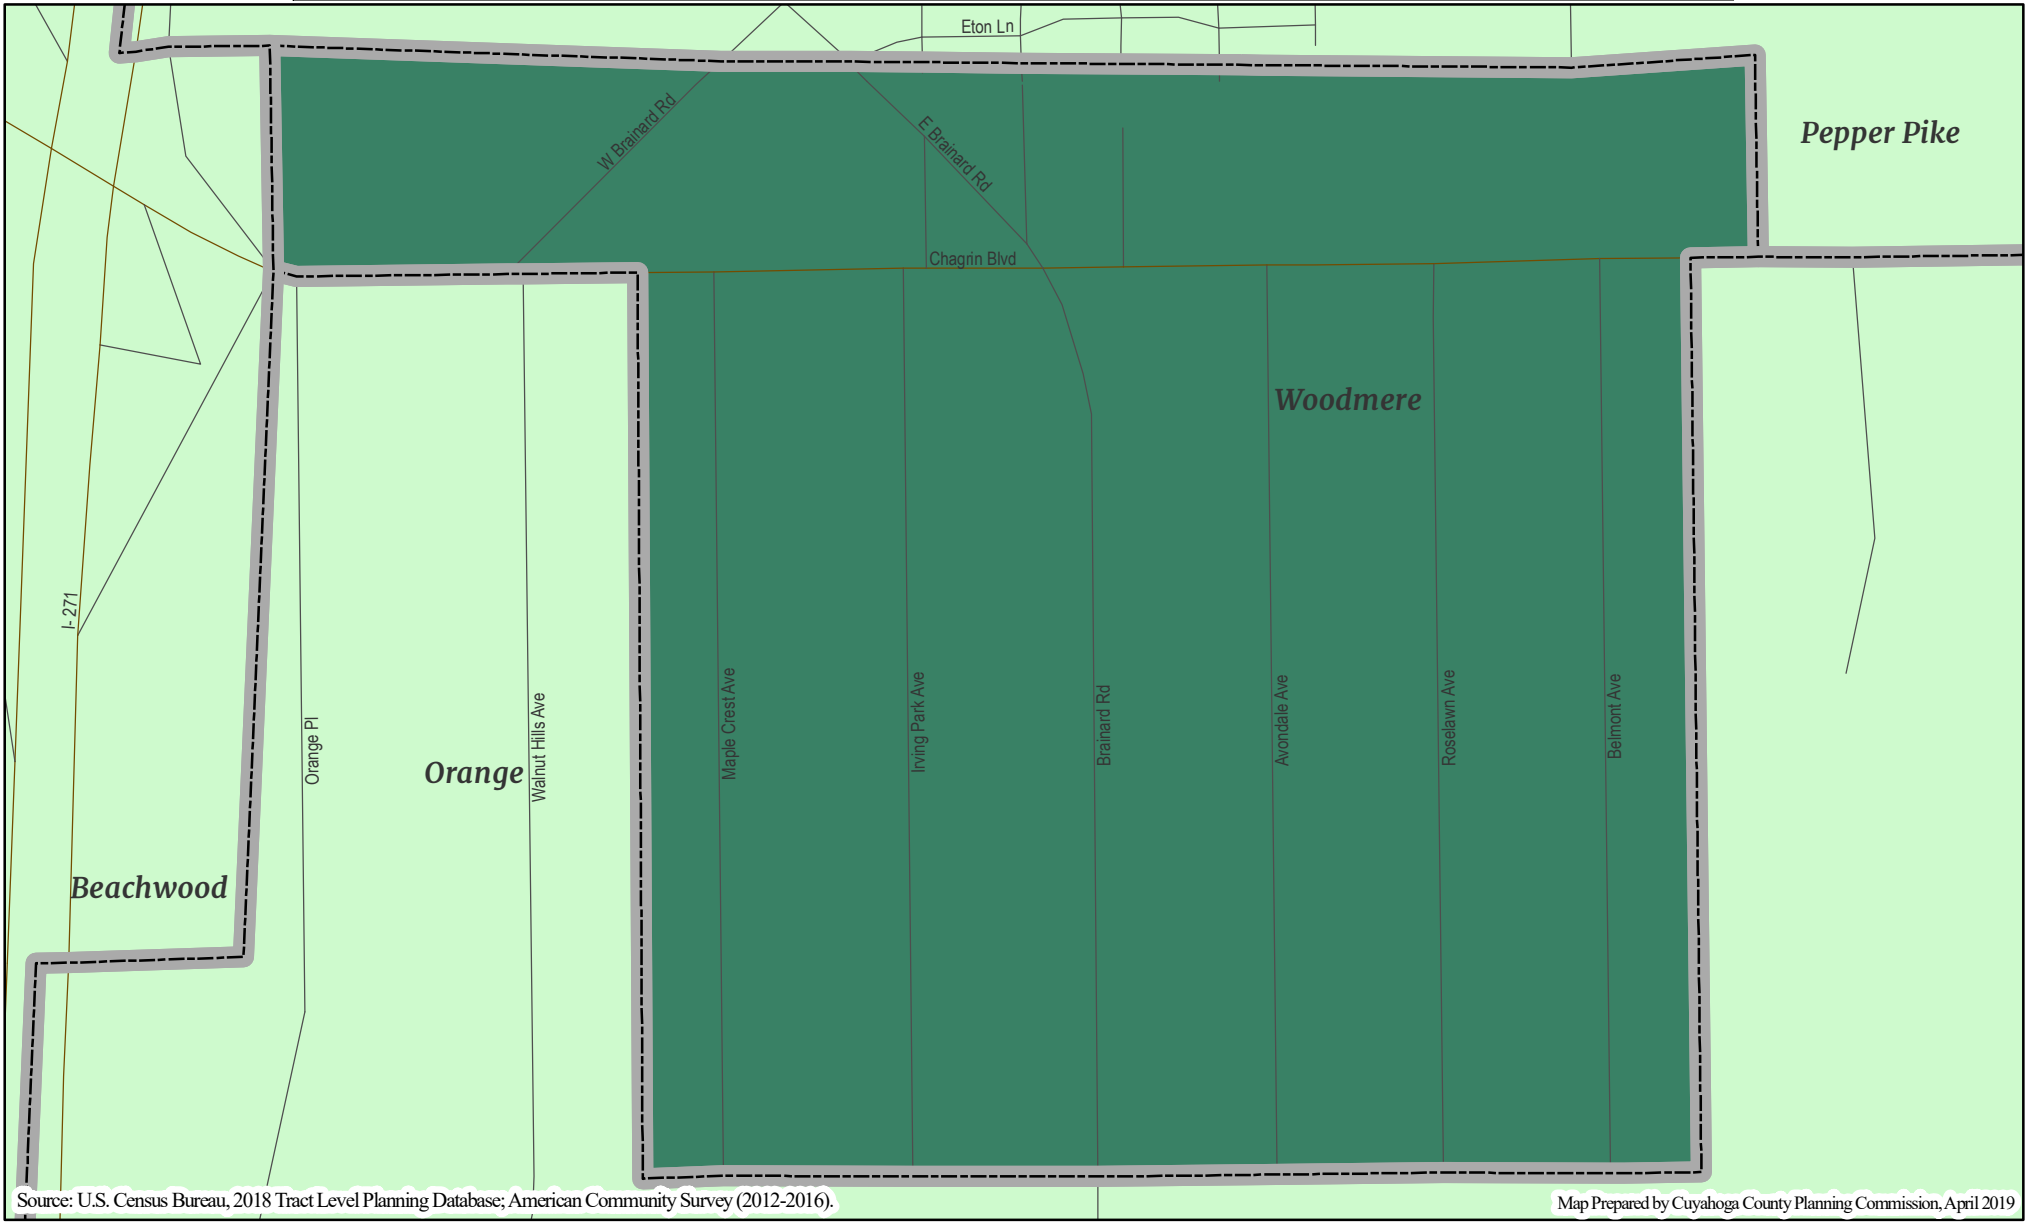 Eton Ln
W Brainard Rd
E Brainard Rd
Pepper Pike
Chagrin Blvd
Woodmere
I- 271
Orange Pl
Orange
Walnut Hills Ave
Maple Crest Ave
Irving Park Ave
Brainard Rd
Avondale Ave
Roselawn Ave
Belmont Ave
Beachwood
Source: U.S. Census Bureau, 2018 Tract Level Planning Database; American Community Survey (2012-2016).
Map Prepared by Cuyahoga County Planning Commission, April 2019